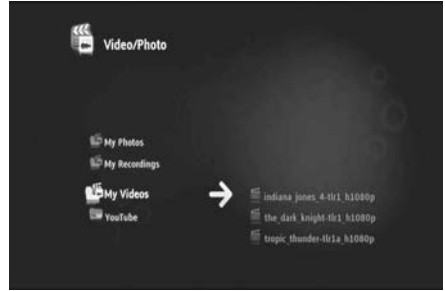 Video/Photo
My Photos
My Recordings
My Videos
YouTube
indiana jones_4-tlr1_h1080p
the_dark_knight-tlr1_h1080p
tropic_thunder-tlr1a_h1080p